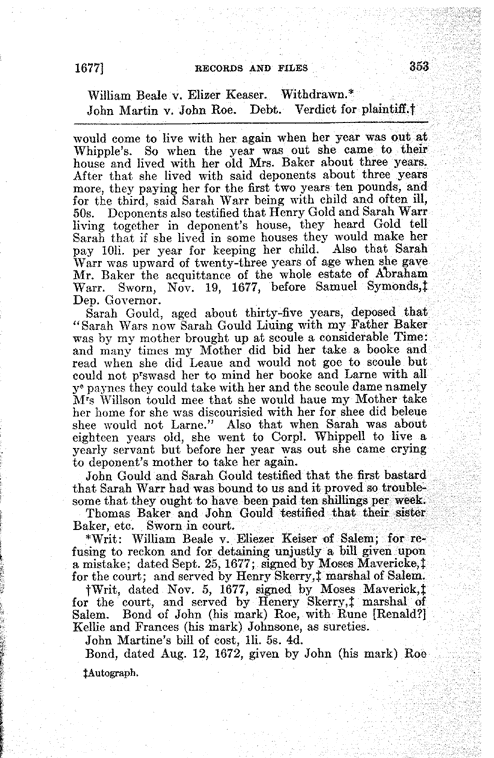 1677] RECORDS AND FILES 353
William Beale v. Elizer Keaser. Withdrawn.*
John Martin v. John Roe. Debt. Verdict for plaintiff.†
would come to live with her again when her year was out at
Whipple's. So when the year was out she came to their
house and lived with her old Mrs. Baker about three years.
After that she lived with said deponents about three years
more, they paying her for the first two years ten pounds, and
for the third, said Sarah Warr being with child and often ill,
50s. Deponents also testified that Henry Gold and Sarah Warr
living together in deponent's house, they heard Gold tell
Sarah that if she lived in some houses they would make her
pay 10li. per year for keeping her child. Also that Sarah
Warr was upward of twenty-three years of age when she gave
Mr. Baker the acquittance of the whole estate of Abraham
Warr. Sworn, Nov. 19, 1677, before Samuel Symonds,‡
Dep. Governor.
Sarah Gould, aged about thirty-five years, deposed that
"Sarah Wars now Sarah Gould Liuing with my Father Baker
was by my mother brought up at scoule a considerable Time:
and many times my Mother did bid her take a booke and
read when she did Leaue and would not goe to scoule but
could not p'swasd her to mind her booke and Larne with all
yᵉ paynes they could take with her and the scoule dame namely
Mʳs Willson tould mee that she would haue my Mother take
her home for she was discourisied with her for shee did beleue
shee would not Larne." Also that when Sarah was about
eighteen years old, she went to Corpl. Whippell to live a
yearly servant but before her year was out she came crying
to deponent's mother to take her again.
John Gould and Sarah Gould testified that the first bastard
that Sarah Warr had was bound to us and it proved so trouble-
some that they ought to have been paid ten shillings per week.
Thomas Baker and John Gould testified that their sister
Baker, etc. Sworn in court.
*Writ: William Beale v. Eliezer Keiser of Salem; for re-
fusing to reckon and for detaining unjustly a bill given upon
a mistake; dated Sept. 25, 1677; signed by Moses Mavericke,‡
for the court; and served by Henry Skerry,‡ marshal of Salem.
†Writ, dated Nov. 5, 1677, signed by Moses Maverick,‡
for the court, and served by Henery Skerry,‡ marshal of
Salem. Bond of John (his mark) Roe, with Rune [Renald?]
Kellie and Frances (his mark) Johnsone, as sureties.
John Martine's bill of cost, 1li. 5s. 4d.
Bond, dated Aug. 12, 1672, given by John (his mark) Roe
‡Autograph.